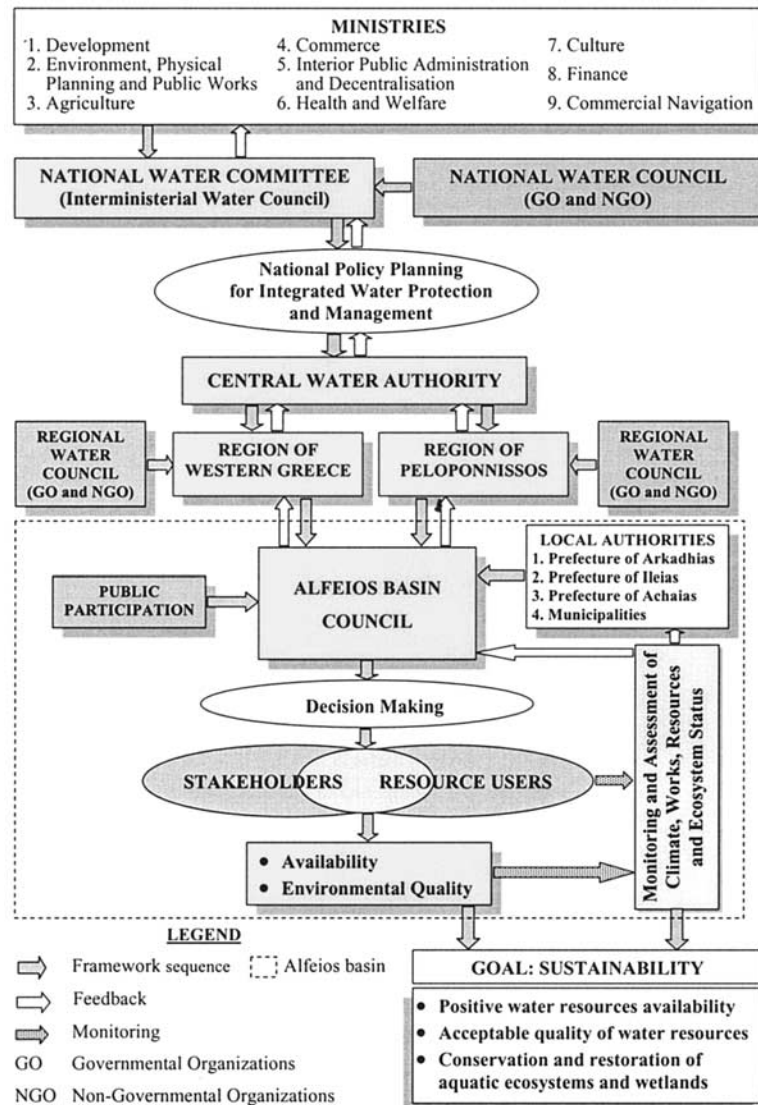 MINISTRIES
1. Development
2. Environment, Physical
Planning and Public Works
3. Agriculture
4. Commerce
5. Interior Public Administration
and Decentralisation
6. Health and Welfare
7. Culture
8. Finance
9. Commercial Navigation
NATIONAL WATER COMMITTEE
(Interministerial Water Council)
NATIONAL WATER COUNCIL
(GO and NGO)
National Policy Planning
for Integrated Water Protection
and Management
CENTRAL WATER AUTHORITY
REGIONAL
WATER
COUNCIL
(GO and NGO)
REGION OF
WESTERN GREECE
REGION OF
PELOPONNISSOS
REGIONAL
WATER
COUNCIL
(GO and NGO)
LOCAL AUTHORITIES
1. Prefecture of Arkadhias
2. Prefecture of Ileias
3. Prefecture of Achaias
4. Municipalities
PUBLIC
PARTICIPATION
ALFEIOS BASIN
COUNCIL
Decision Making
STAKEHOLDERS
RESOURCE USERS
Monitoring and Assessment of
Climate, Works, Resources
and Ecosystem Status
• Availability
• Environmental Quality
LEGEND
Framework sequence
Alfeios basin
Feedback
Monitoring
GO Governmental Organizations
NGO Non-Governmental Organizations
GOAL: SUSTAINABILITY
• Positive water resources availability
• Acceptable quality of water resources
• Conservation and restoration of
aquatic ecosystems and wetlands